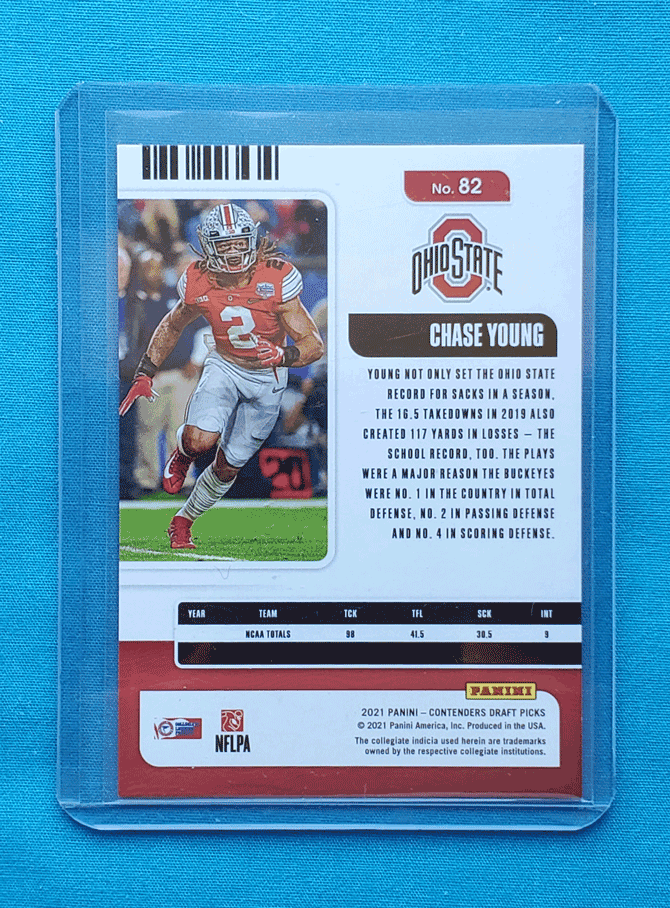 No. 82
OHIO STATE
CHASE YOUNG
YOUNG NOT ONLY SET THE OHIO STATE
RECORD FOR SACKS IN A SEASON,
THE 16.5 TAKEDOWNS IN 2019 ALSO
CREATED 117 YARDS IN LOSSES — THE
SCHOOL RECORD, TOO. THE PLAYS
WERE A MAJOR REASON THE BUCKEYES
WERE NO. 1 IN THE COUNTRY IN TOTAL
DEFENSE, NO. 2 IN PASSING DEFENSE
AND NO. 4 IN SCORING DEFENSE.
2
20
YEAR TEAM TCK TFL SCK INT
NCAA TOTALS 98 41.5 30.5 9
PANINI
2021 PANINI – CONTENDERS DRAFT PICKS
© 2021 Panini America, Inc. Produced in the USA.
The collegiate indicia used herein are trademarks
owned by the respective collegiate institutions.
NFLPA